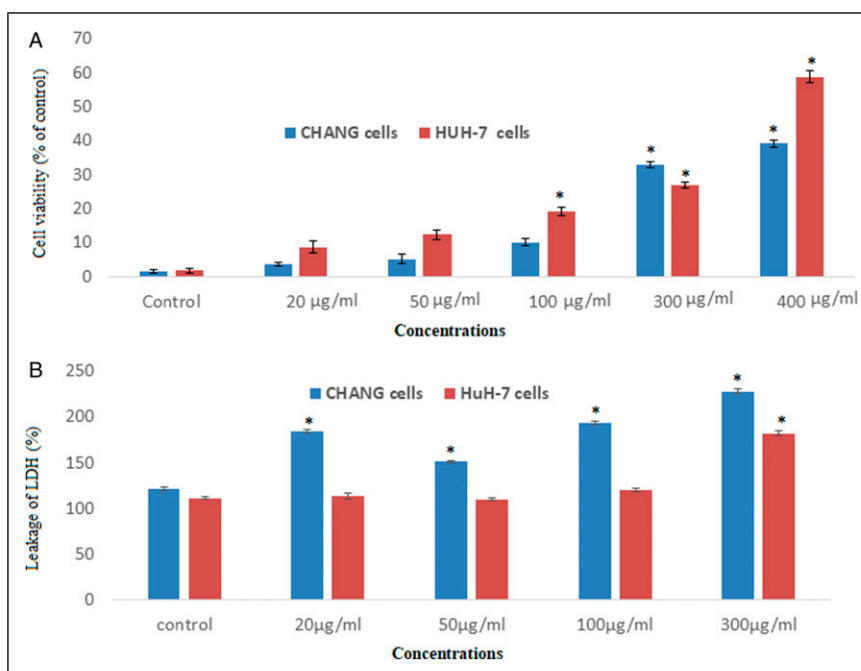 A
70
60
50
40
30
20
10
0
Cell viability (% of control)
CHANG cells HUH-7 cells
* * * * *
Control 20 µg/ml 50 µg/ml 100 µg/ml 300 µg/ml 400 µg/ml
Concentrations
B
250
200
150
100
50
0
Leakage of LDH (%)
CHANG cells HuH-7 cells
* * * * *
control 20µg/ml 50µg/ml 100µg/ml 300µg/ml
Concentrations